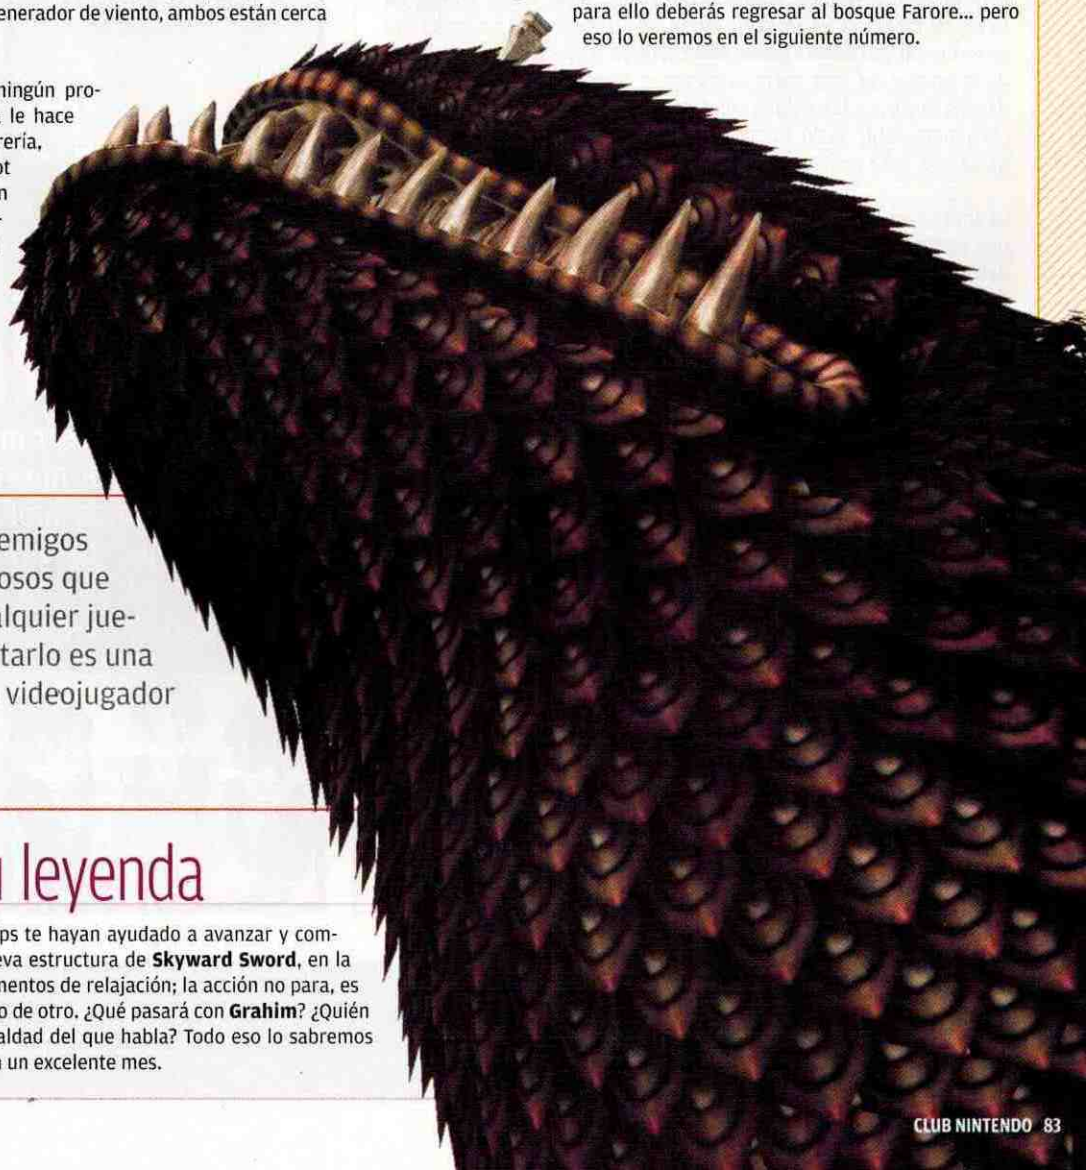 enerador de viento, ambos están cerca
ningún pro-
le hace
rería,
ot
n
para ello deberás regresar al bosque Farore... pero
eso lo veremos en el siguiente número.
emigos
osos que
alquier jue-
tarlo es una
videojugador
leyenda
ps te hayan ayudado a avanzar y com-
eva estructura de Skyward Sword, en la
mentos de relajación; la acción no para, es
o de otro. ¿Qué pasará con Grahim? ¿Quién
aldad del que habla? Todo eso lo sabremos
un excelente mes.
CLUB NINTENDO 83